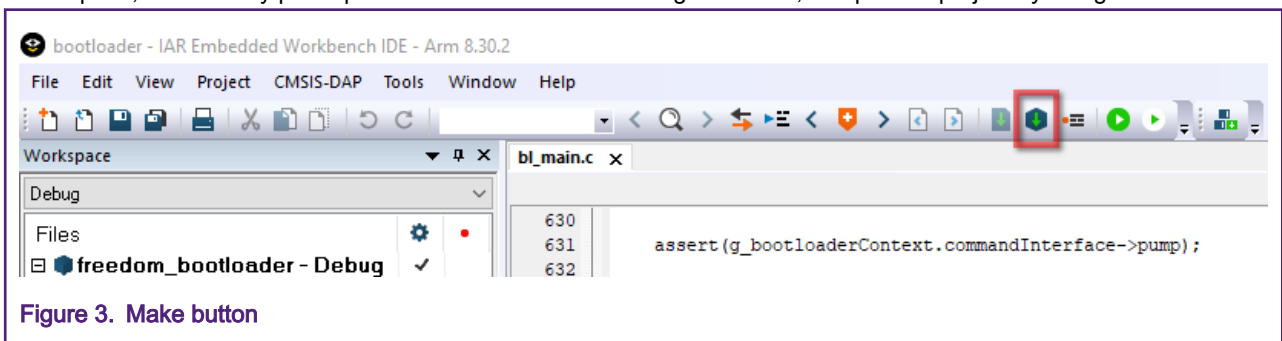 bootloader - IAR Embedded Workbench IDE - Arm 8.30.2
File Edit View Project CMSIS-DAP Tools Window Help
Workspace
bl_main.c
Debug
Files
630
631 assert(g_bootloaderContext.commandInterface->pump);
632
freedom_bootloader - Debug
Figure 3. Make button